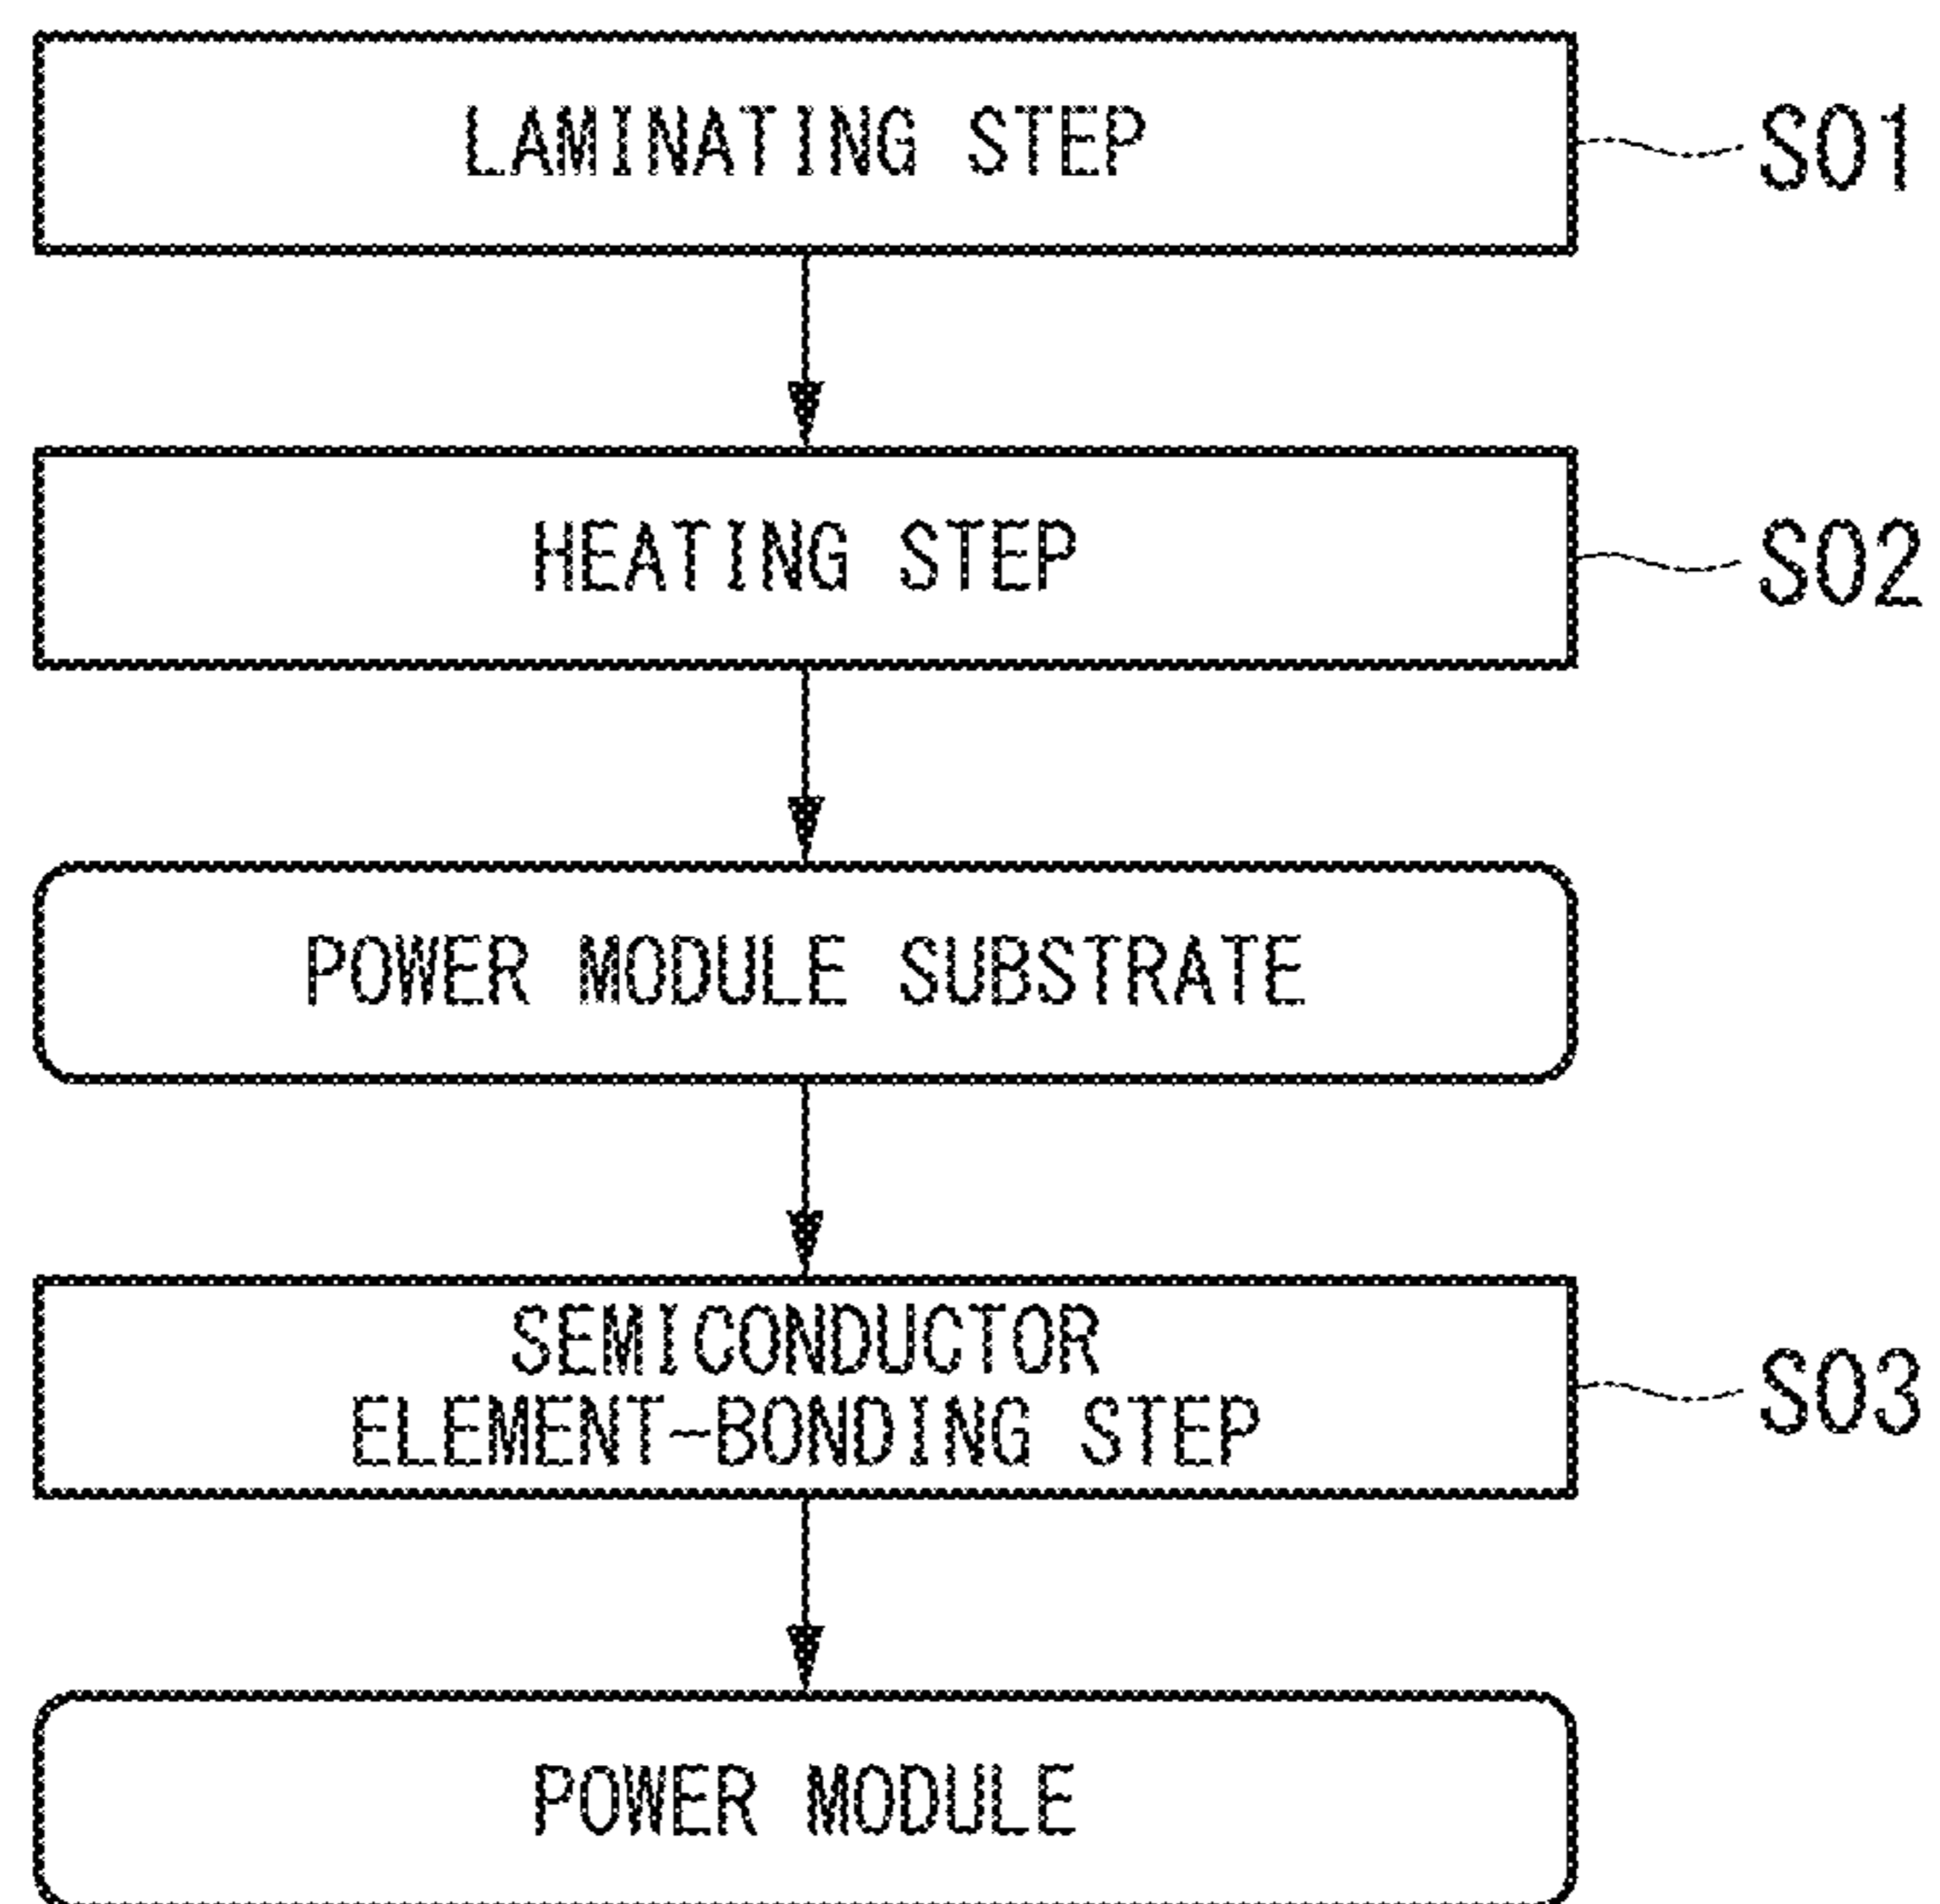 LAMINATING STEP
S01
HEATING STEP
S02
POWER MODULE SUBSTRATE
SEMICONDUCTOR
ELEMENT-BONDING STEP
S03
POWER MODULE